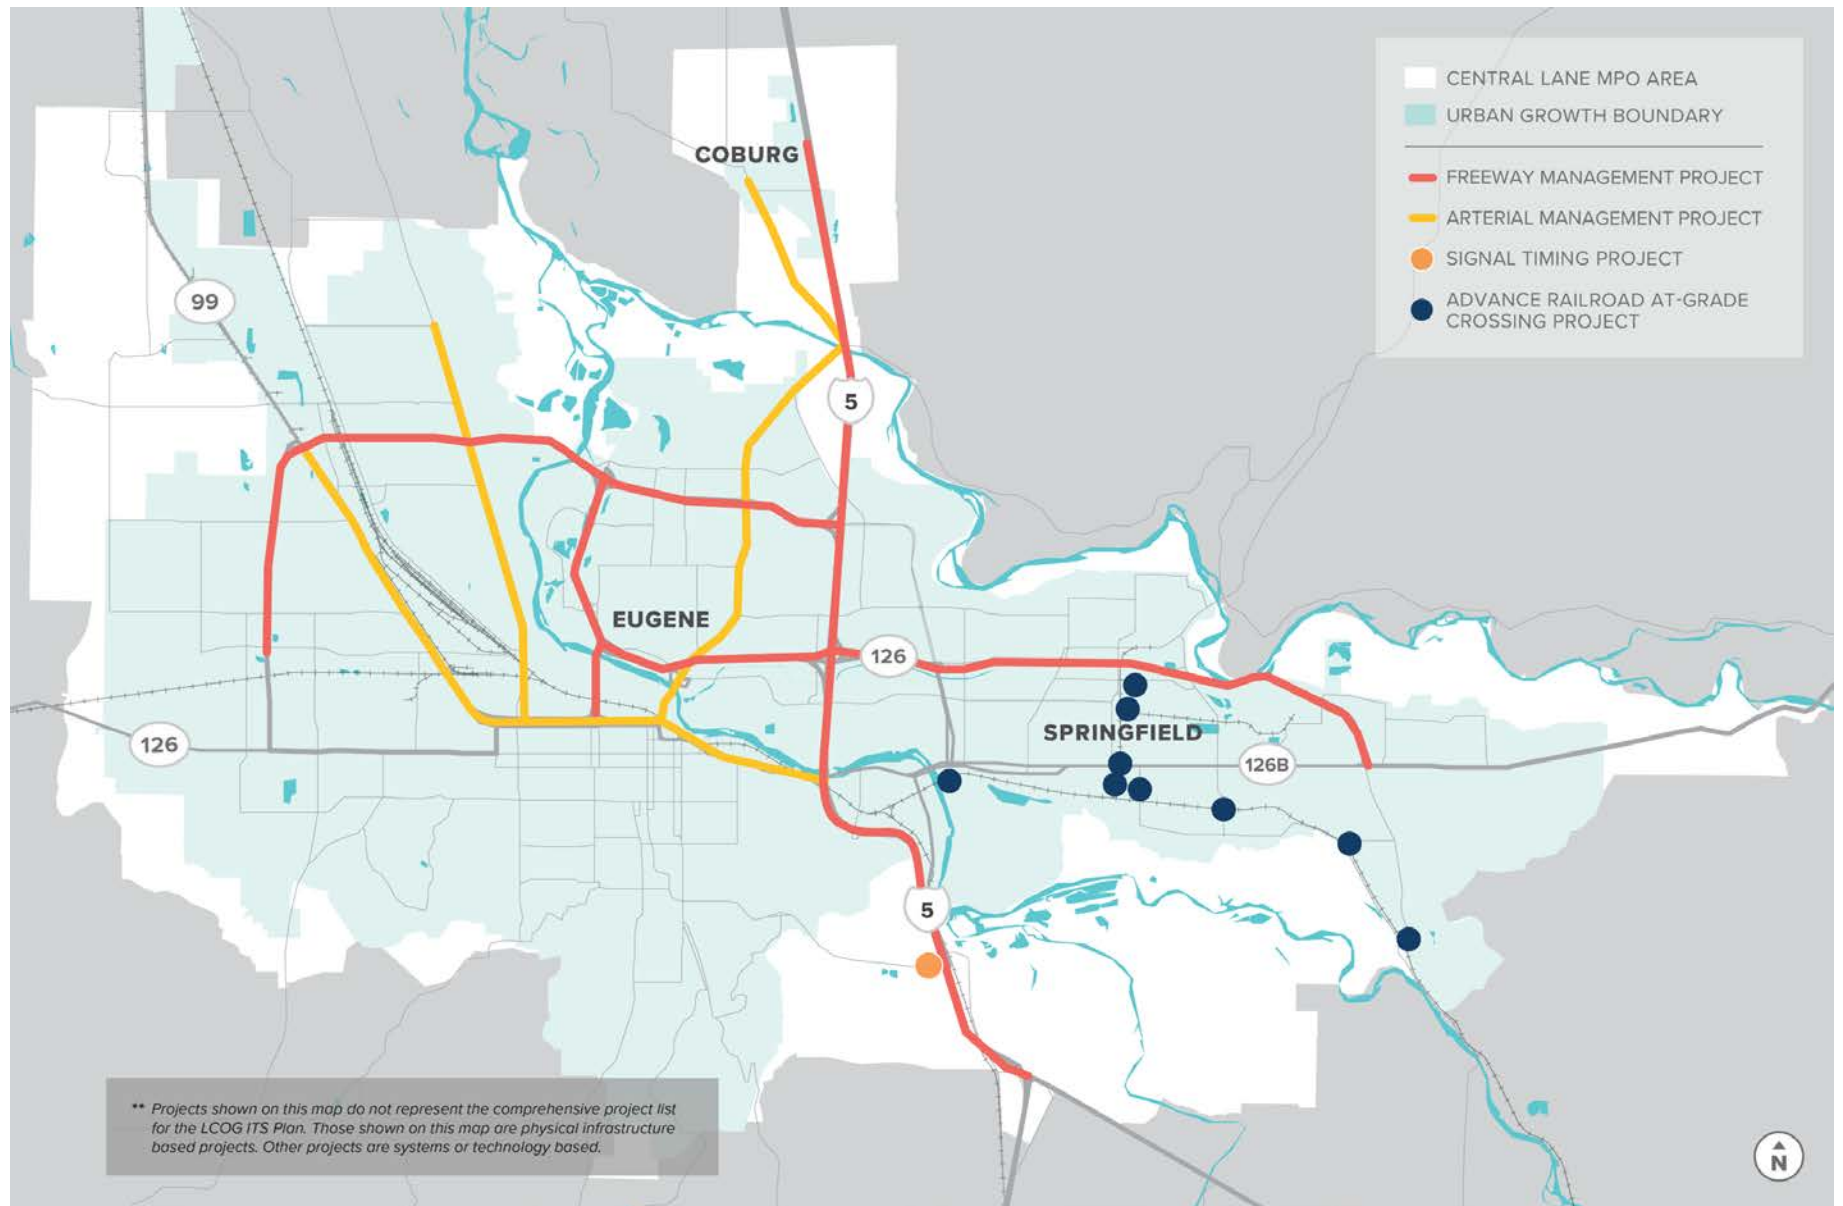 CENTRAL LANE MPO AREA
URBAN GROWTH BOUNDARY
FREEWAY MANAGEMENT PROJECT
ARTERIAL MANAGEMENT PROJECT
SIGNAL TIMING PROJECT
ADVANCE RAILROAD AT-GRADE
CROSSING PROJECT
COBURG
99
5
EUGENE
126
SPRINGFIELD
126
126B
5
** Projects shown on this map do not represent the comprehensive project list
for the LCOG ITS Plan. Those shown on this map are physical infrastructure
based projects. Other projects are systems or technology based.
N